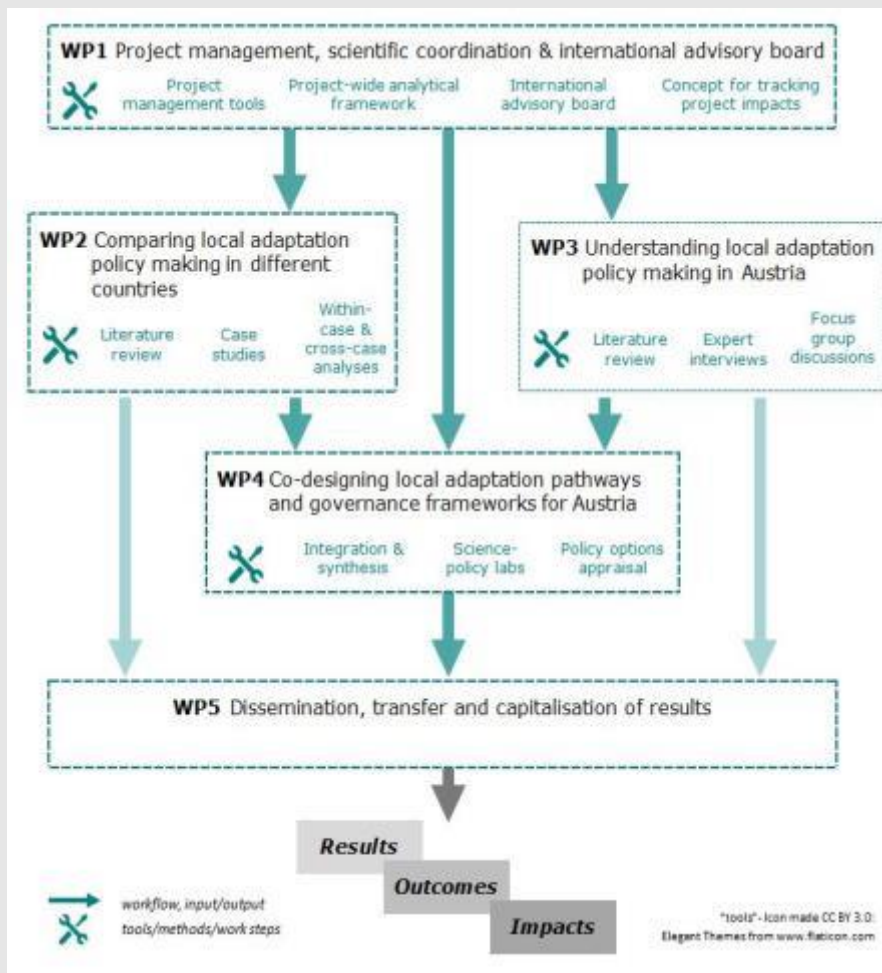 WP1 Project management, scientific coordination & international advisory board
Project
management tools
Project-wide analytical
framework
International
advisory board
Concept for tracking
project impacts
WP2 Comparing local adaptation
policy making in different
countries
Literature
review
Case
studies
Within-
case &
cross-case
analyses
WP3 Understanding local adaptation
policy making in Austria
Literature
review
Expert
interviews
Focus
group
discussions
WP4 Co-designing local adaptation pathways
and governance frameworks for Austria
Integration &
synthesis
Science-
policy labs
Policy options
appraisal
WP5 Dissemination, transfer and capitalisation of results
Results
Outcomes
Impacts
workflow, input/output
tools/methods/work steps
"tools"- Icon made CC BY 3.0:
Elegant Themes from www.flaticon.com